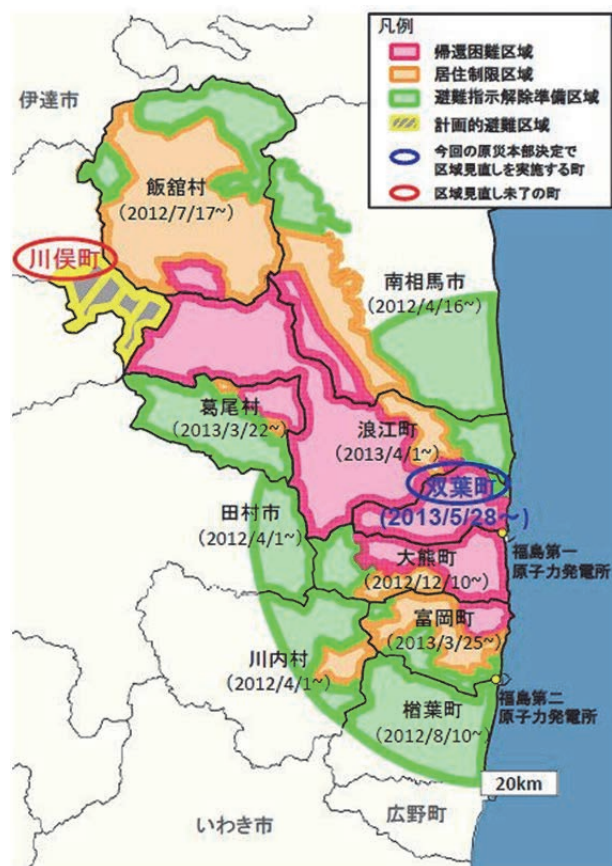 凡例
帰還困難区域
居住制限区域
避難指示解除準備区域
計画的避難区域
今回の原災本部決定で
区域見直しを実施する町
区域見直し未了の町
伊達市
飯舘村
（2012/7/17~）
川俣町
南相馬市
（2012/4/16~）
葛尾村
（2013/3/22~）
浪江町
（2013/4/1~）
双葉町
(2013/5/28～)
田村市
（2012/4/1~）
大熊町
（2012/12/10~）
福島第一
原子力発電所
富岡町
（2013/3/25~）
川内村
（2012/4/1~）
楢葉町
（2012/8/10~）
福島第二
原子力発電所
20km
広野町
いわき市